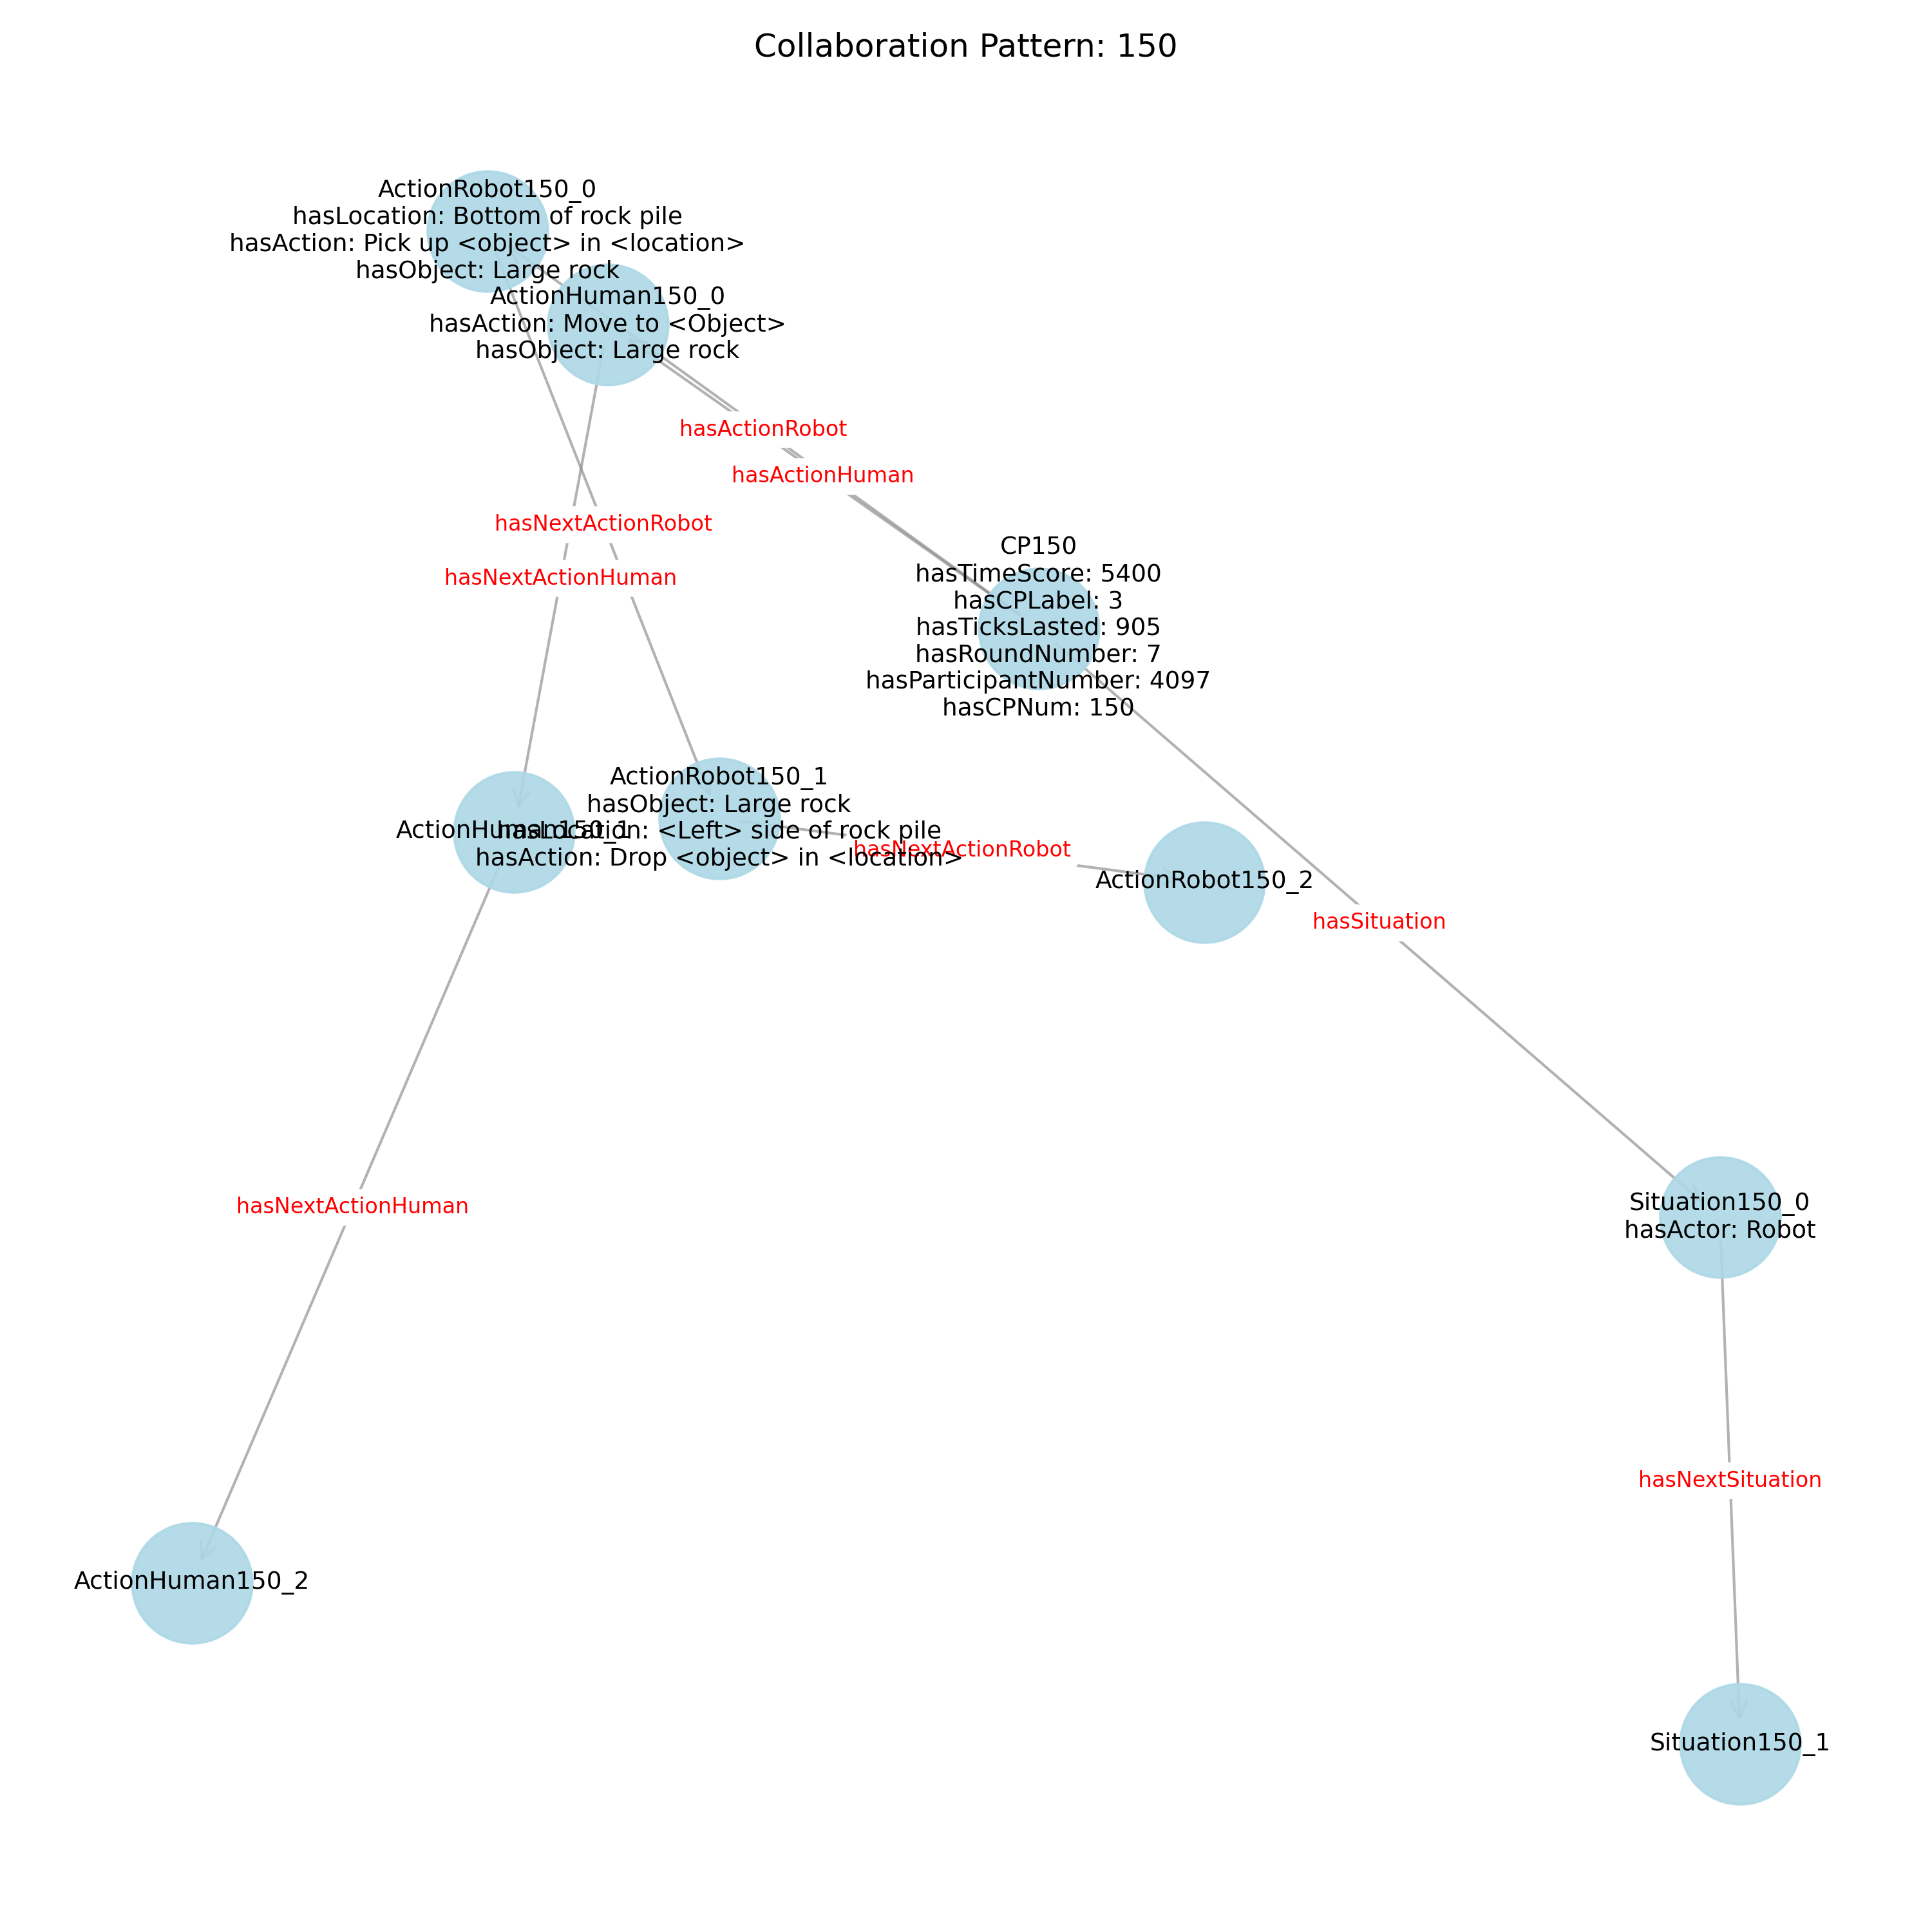 Collaboration Pattern: 150
ActionRobot150_0
hasLocation: Bottom of rock pile
hasAction: Pick up <object> in <location>
hasObject: Large rock
ActionHuman150_0
hasAction: Move to <Object>
hasObject: Large rock
hasActionRobot
hasActionHuman
hasNextActionRobot
hasNextActionHuman
CP150
hasTimeScore: 5400
hasCPLabel: 3
hasTicksLasted: 905
hasRoundNumber: 7
hasParticipantNumber: 4097
hasCPNum: 150
ActionHuman150_1
ActionRobot150_1
hasObject: Large rock
hasLocation: <Left> side of rock pile
hasAction: Drop <object> in <location>
hasNextActionRobot
ActionRobot150_2
hasSituation
hasNextActionHuman
Situation150_0
hasActor: Robot
hasNextSituation
ActionHuman150_2
Situation150_1